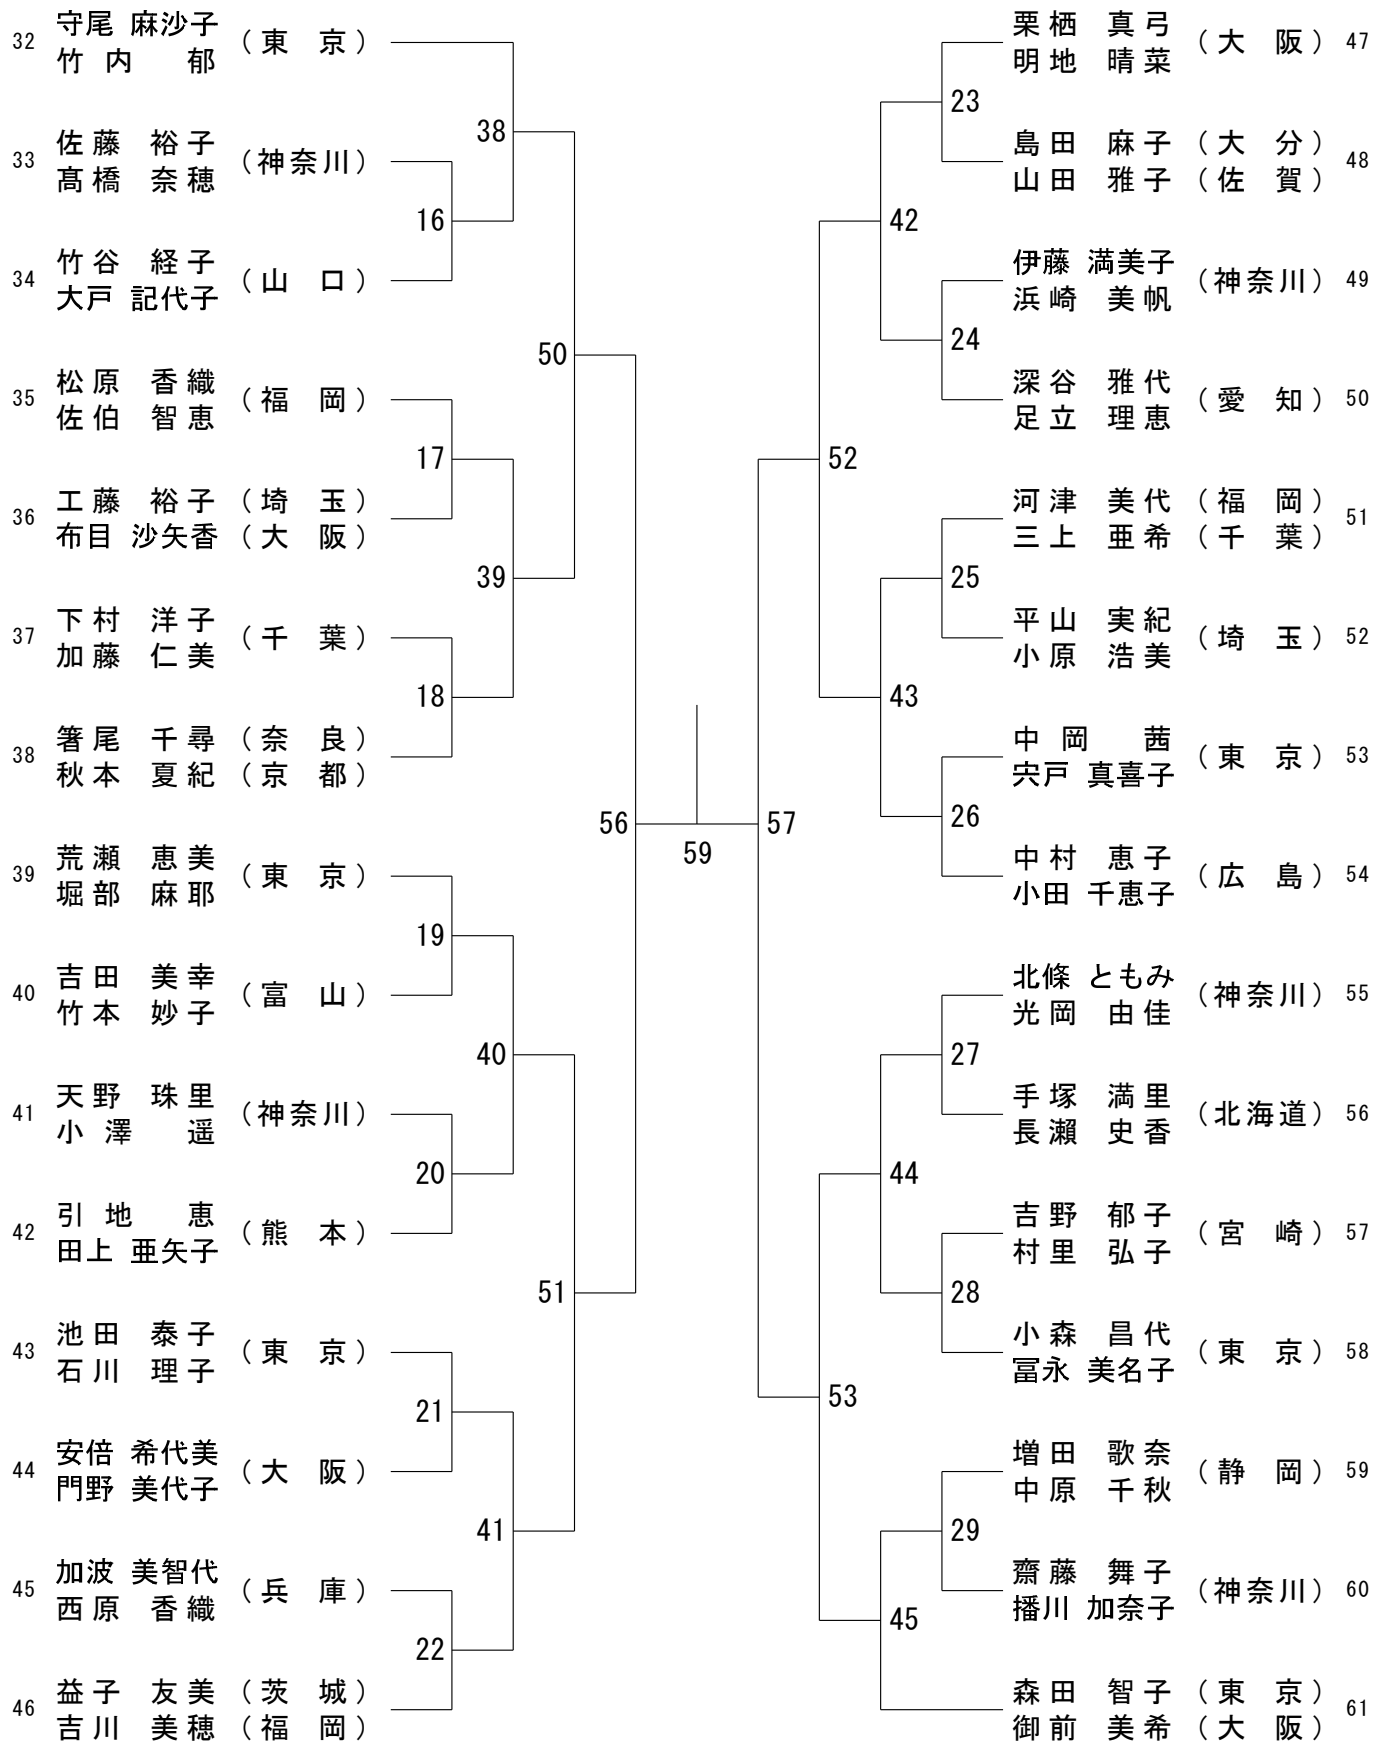 32 守尾 麻沙子 (東 京)
竹内 郁
33 佐藤 裕子 (神奈川)
髙橋 奈穂
34 竹谷 経子 (山 口)
大戸 記代子
35 松原 香織 (福 岡)
佐伯 智恵
36 工藤 裕子 (埼 玉)
布目 沙矢香 (大 阪)
37 下村 洋子 (千 葉)
加藤 仁美
38 箸尾 千尋 (奈 良)
秋本 夏紀 (京 都)
39 荒瀬 恵美 (東 京)
堀部 麻耶
40 吉田 美幸 (富 山)
竹本 妙子
41 天野 珠里 (神奈川)
小澤 遥
42 引地 恵 (熊 本)
田上 亜矢子
43 池田 泰子 (東 京)
石川 理子
44 安倍 希代美 (大 阪)
門野 美代子
45 加波 美智代 (兵 庫)
西原 香織
46 益子 友美 (茨 城)
吉川 美穂 (福 岡)
38
16
50
17
39
18
56
19
40
20
51
21
41
22
59
57
52
42
23
24
43
25
26
53
44
27
28
45
29
栗栖 真弓 (大 阪) 47
明地 晴菜
島田 麻子 (大 分) 48
山田 雅子 (佐 賀)
伊藤 満美子 (神奈川) 49
浜崎 美帆
深谷 雅代 (愛 知) 50
足立 理恵
河津 美代 (福 岡) 51
三上 亜希 (千 葉)
平山 実紀 (埼 玉) 52
小原 浩美
中岡 茜 (東 京) 53
宍戸 真喜子
中村 恵子 (広 島) 54
小田 千恵子
北條 ともみ (神奈川) 55
光岡 由佳
手塚 満里 (北海道) 56
長瀬 史香
吉野 郁子 (宮 崎) 57
村里 弘子
小森 昌代 (東 京) 58
冨永 美名子
増田 歌奈 (静 岡) 59
中原 千秋
齋藤 舞子 (神奈川) 60
播川 加奈子
森田 智子 (東 京) 61
御前 美希 (大 阪)